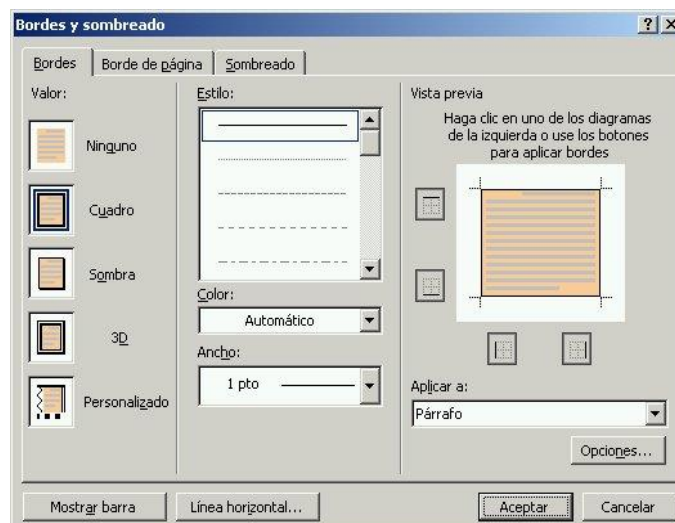 Bordes y sombreado
Bordes
Borde de página
Sombreado
Valor:
Ninguno
Cuadro
Sombra
3D
Personalizado
Estilo:
Color:
Automático
Ancho:
1 pto
Vista previa
Haga clic en uno de los diagramas
de la izquierda o use los botones
para aplicar bordes
Aplicar a:
Párrafo
Opciones...
Mostrar barra
Línea horizontal...
Aceptar
Cancelar